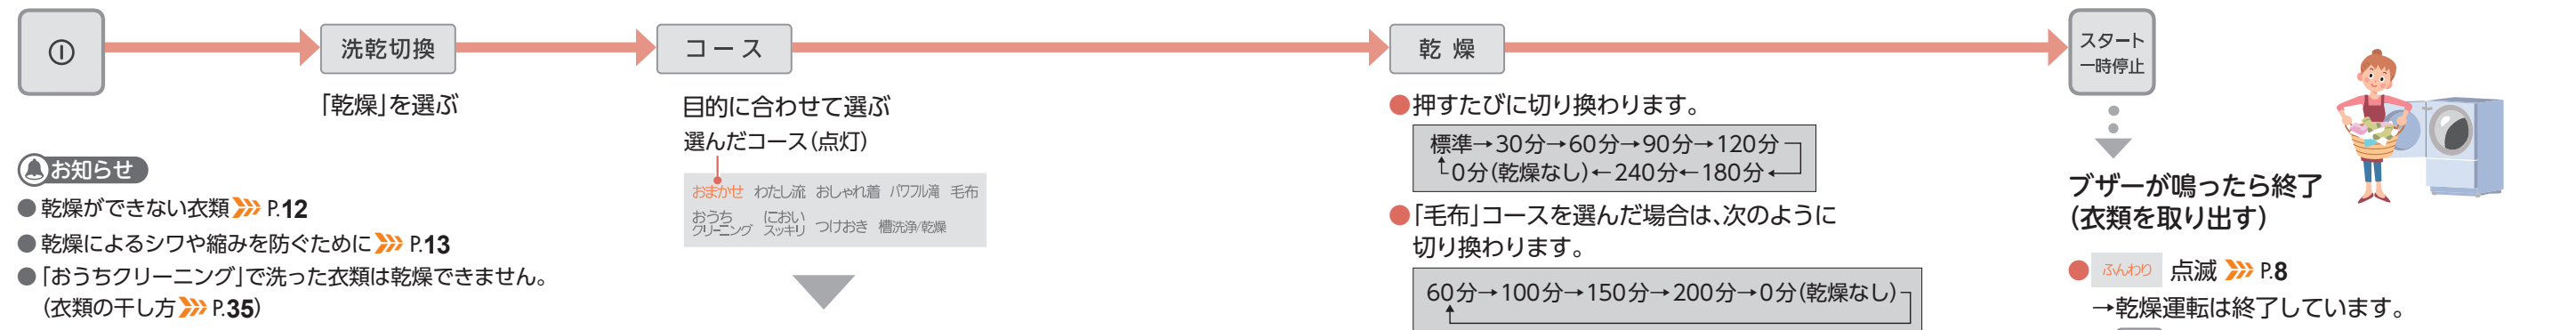 洗乾切換
「乾燥」を選ぶ
お知らせ
● 乾燥ができない衣類 P.12
● 乾燥によるシワや縮みを防ぐために P.13
● 「おうちクリーニング」で洗った衣類は乾燥できません。
(衣類の干し方 P.35)
コース
目的に合わせて選ぶ
選んだコース(点灯)
おまかせ わたし流 おしゃれ着 パワフル滝 毛布
おうちクリーニング においスッキリ つけおき 槽洗浄/乾燥
乾 燥
●押すたびに切り換わります。
標準→30分→60分→90分→120分
0分(乾燥なし)←240分←180分←
●「毛布」コースを選んだ場合は、次のように
切り換わります。
60分→100分→150分→200分→0分(乾燥なし)
スタート
一時停止
ブザーが鳴ったら終了
(衣類を取り出す)
● ふんわり 点滅 P.8
→乾燥運転は終了しています。